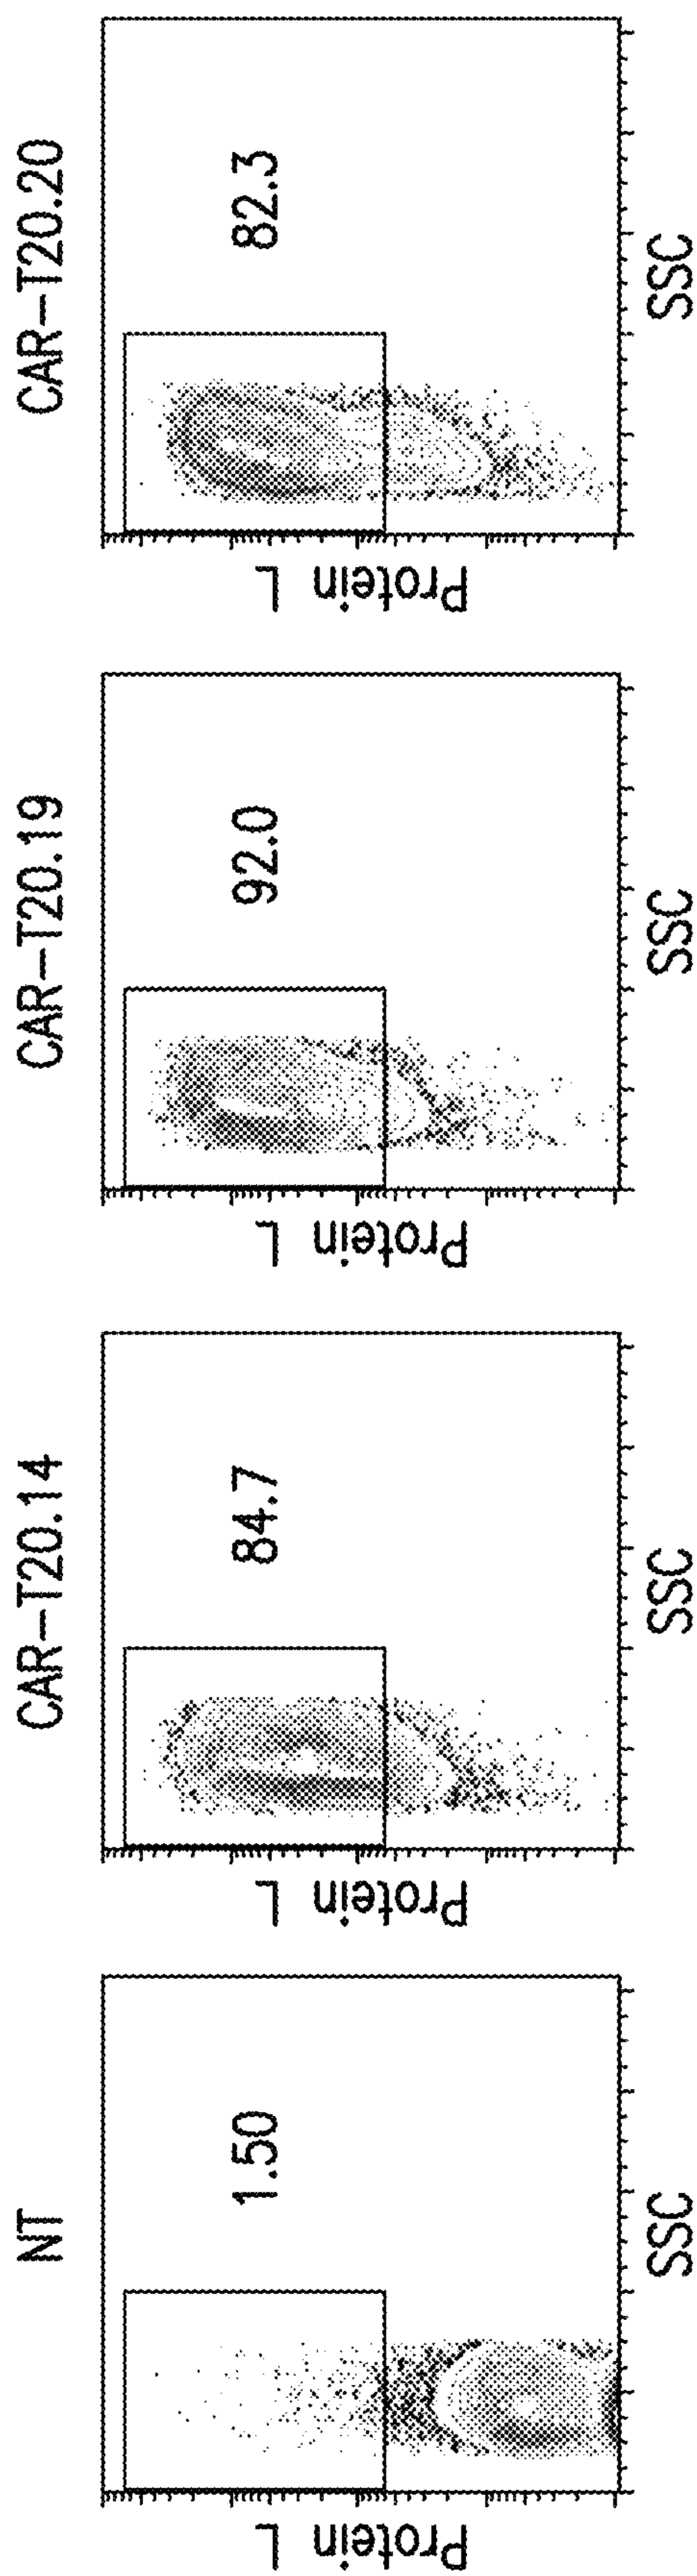 NT
1.50
Protein L
SSC
CAR-T20.14
84.7
Protein L
SSC
CAR-T20.19
92.0
Protein L
SSC
CAR-T20.20
82.3
Protein L
SSC